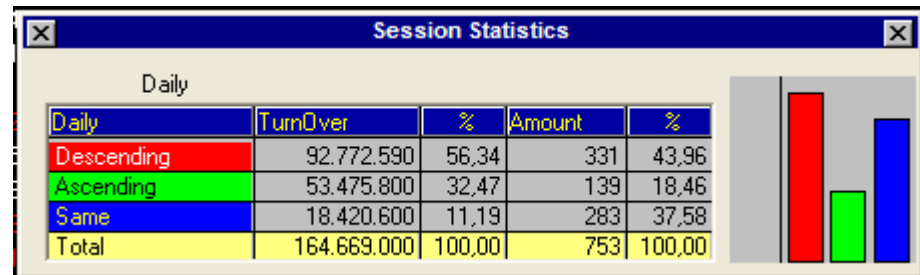 Session Statistics
Daily
Daily TurnOver % Amount %
Descending 92.772.590 56,34 331 43,96
Ascending 53.475.800 32,47 139 18,46
Same 18.420.600 11,19 283 37,58
Total 164.669.000 100,00 753 100,00